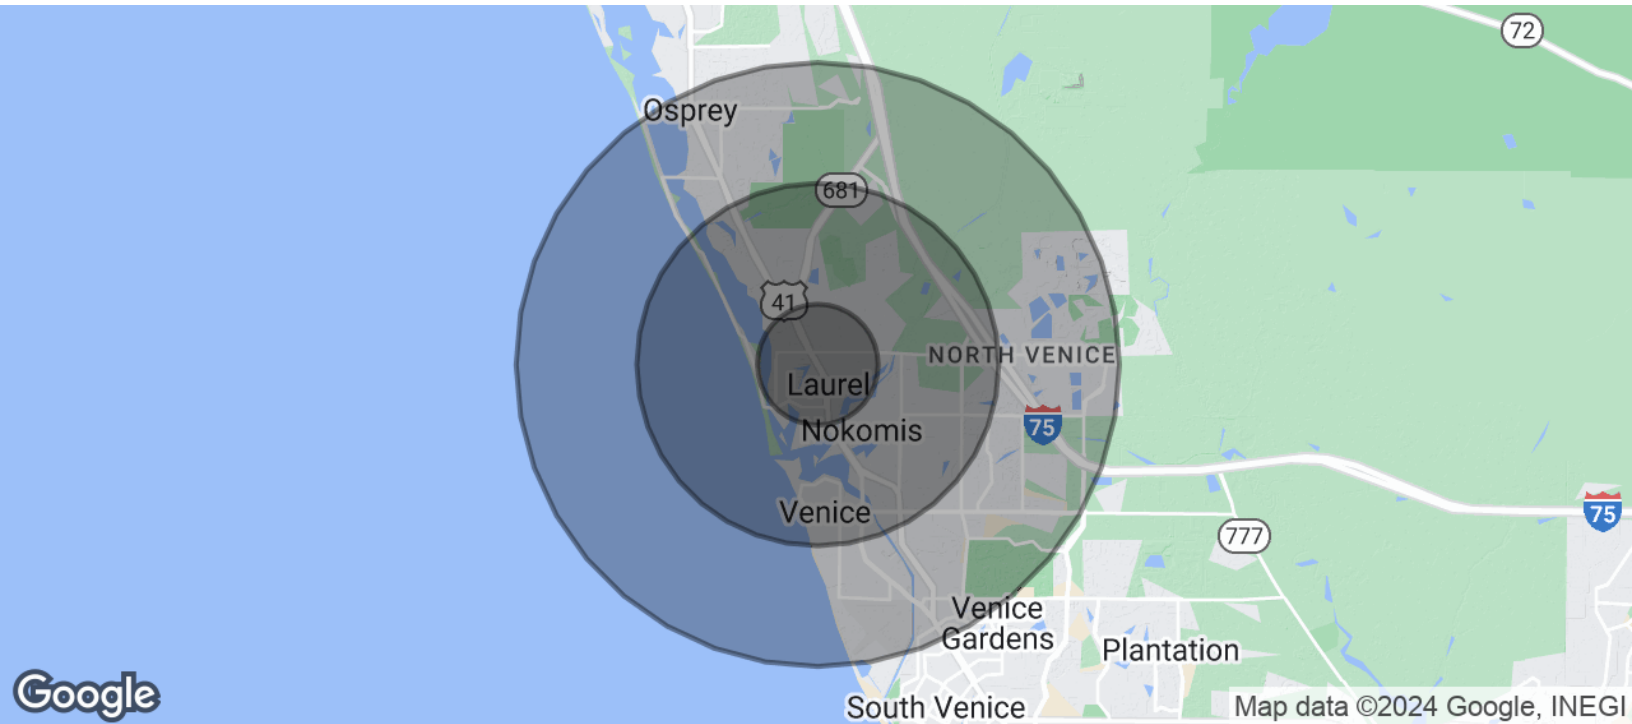 72
Osprey
681
41
NORTH VENICE
Laurel
Nokomis
75
Venice
75
777
Venice
Gardens
Plantation
Google
South Venice
Map data ©2024 Google, INEGI